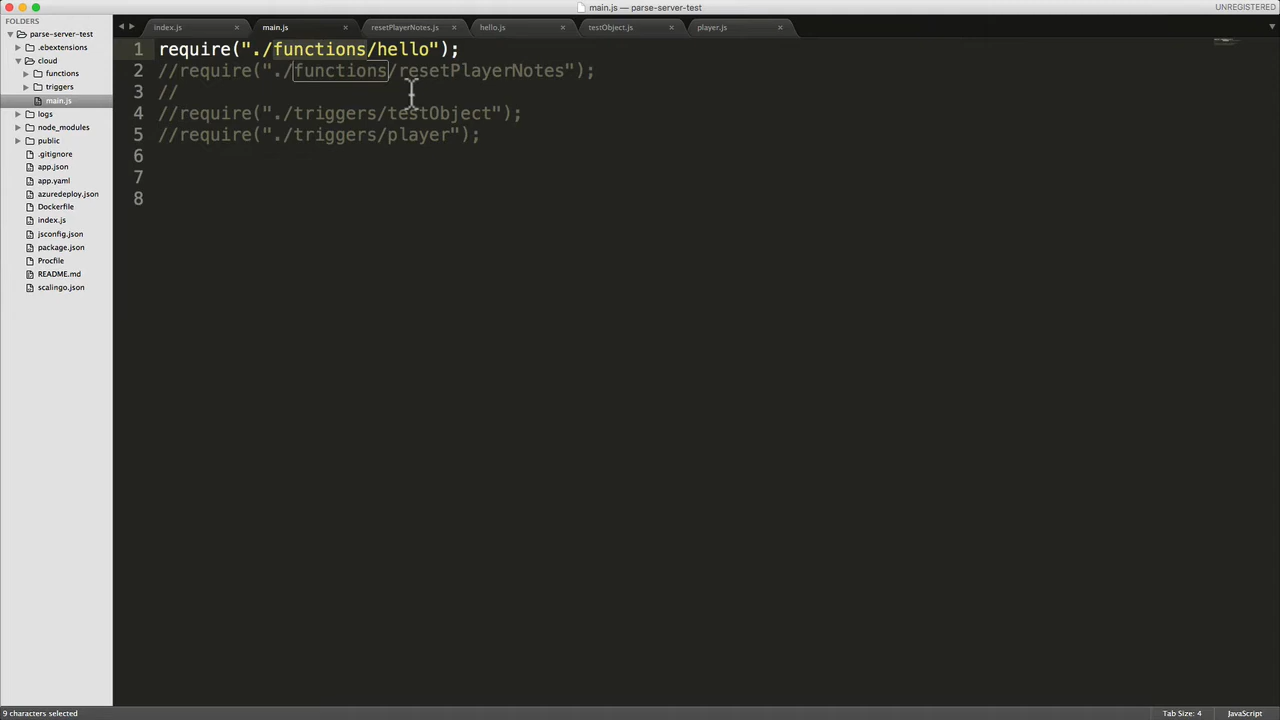 main.js — parse-server-test
UNREGISTERED
FOLDERS
parse-server-test
.ebextensions
cloud
functions
triggers
main.js
logs
node_modules
public
.gitignore
app.json
app.yaml
azuredeploy.json
Dockerfile
index.js
jsconfig.json
package.json
Procfile
README.md
scalingo.json
index.js
main.js
resetPlayerNotes.js
hello.js
testObject.js
player.js
1 require("./functions/hello");
2 //require("./functions/resetPlayerNotes");
3 //
4 //require("./triggers/testObject");
5 //require("./triggers/player");
6
7
8
9 characters selected
Tab Size: 4
JavaScript